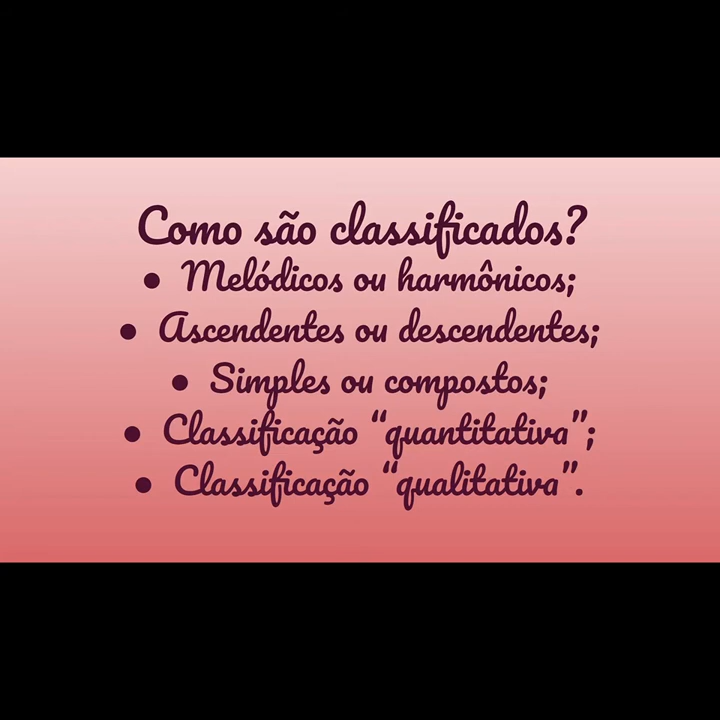 Como são classificados?
● Melódicos ou harmônicos;
● Ascendentes ou descendentes;
● Simples ou compostos;
● Classificação “quantitativa”;
● Classificação “qualitativa”.